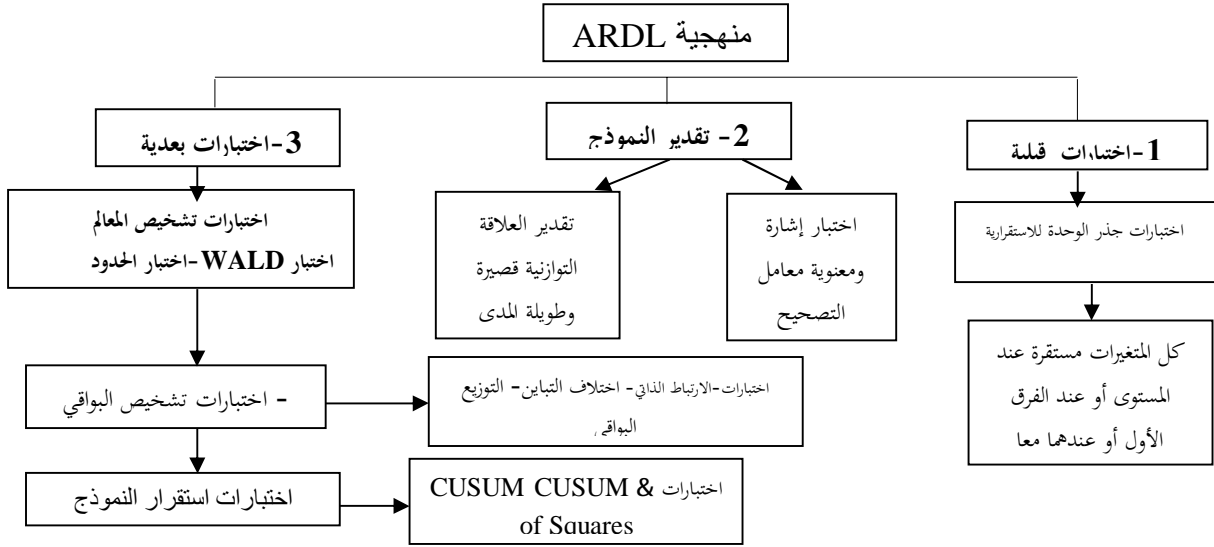 منهجية ARDL
1-اختبارات قبلية
2- تقدير النموذج
3-اختبارات بعدية
اختبارات جذر الوحدة للاستقرارية
كل المتغيرات مستقرة عند
المستوى أو عند الفرق
الأول أو عندهما معا
اختبار إشارة
ومعنوية معامل
التصحيح
تقدير العلاقة
التوازنية قصيرة
وطويلة المدى
اختبارات تشخيص المعالم
اختبار WALD-اختبار الحدود
- اختبارات تشخيص البواقي
اختبارات-الارتباط الذاتي- اختلاف التباين- التوزيع
البواقي
اختبارات استقرار النموذج
اختبارات CUSUM CUSUM &
of Squares